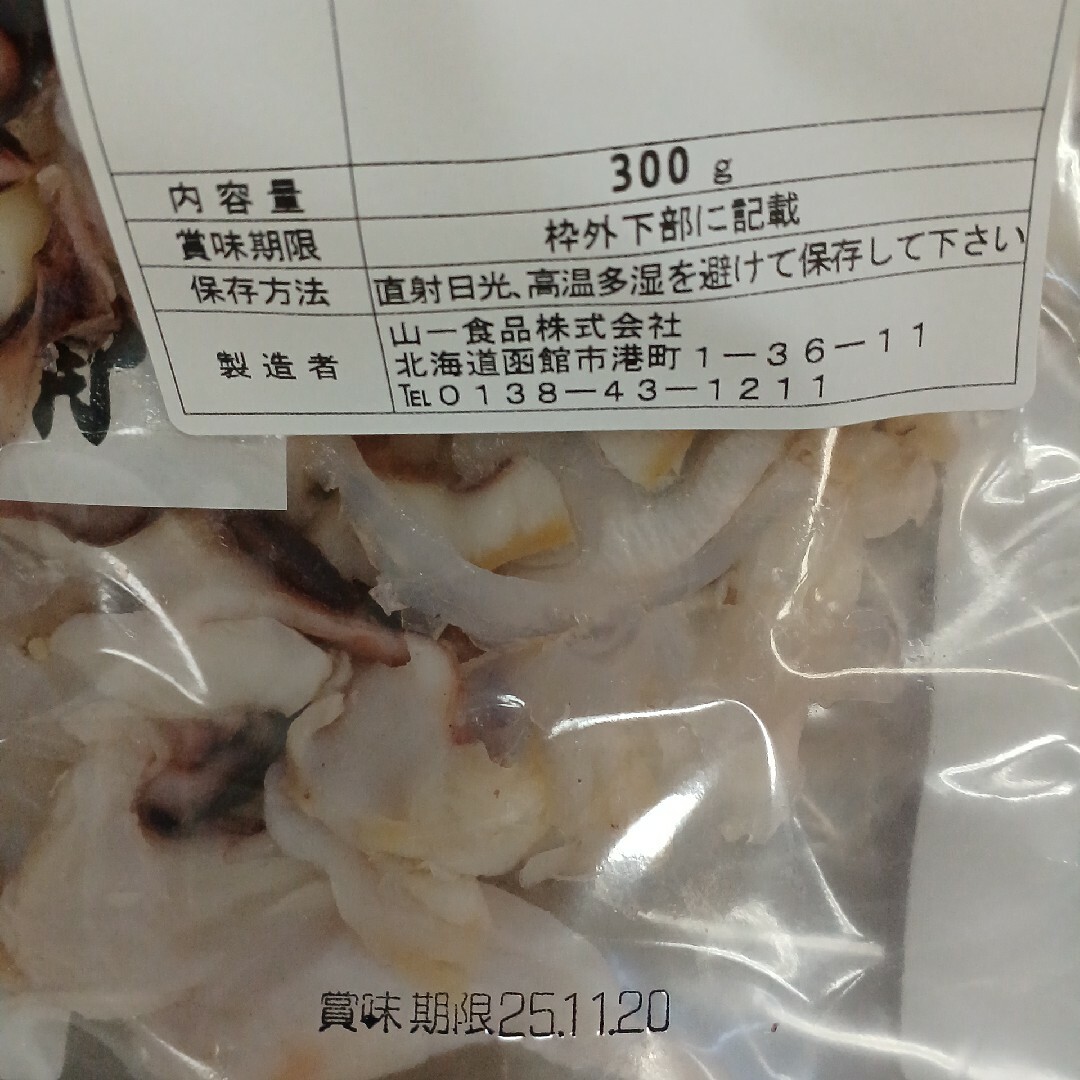 内容量 300 g
賞味期限 枠外下部に記載
保存方法 直射日光、高温多湿を避けて保存して下さい
製造者 山一食品株式会社
北海道函館市港町1－36－11
℡0138－43－1211
賞味期限25.11.20